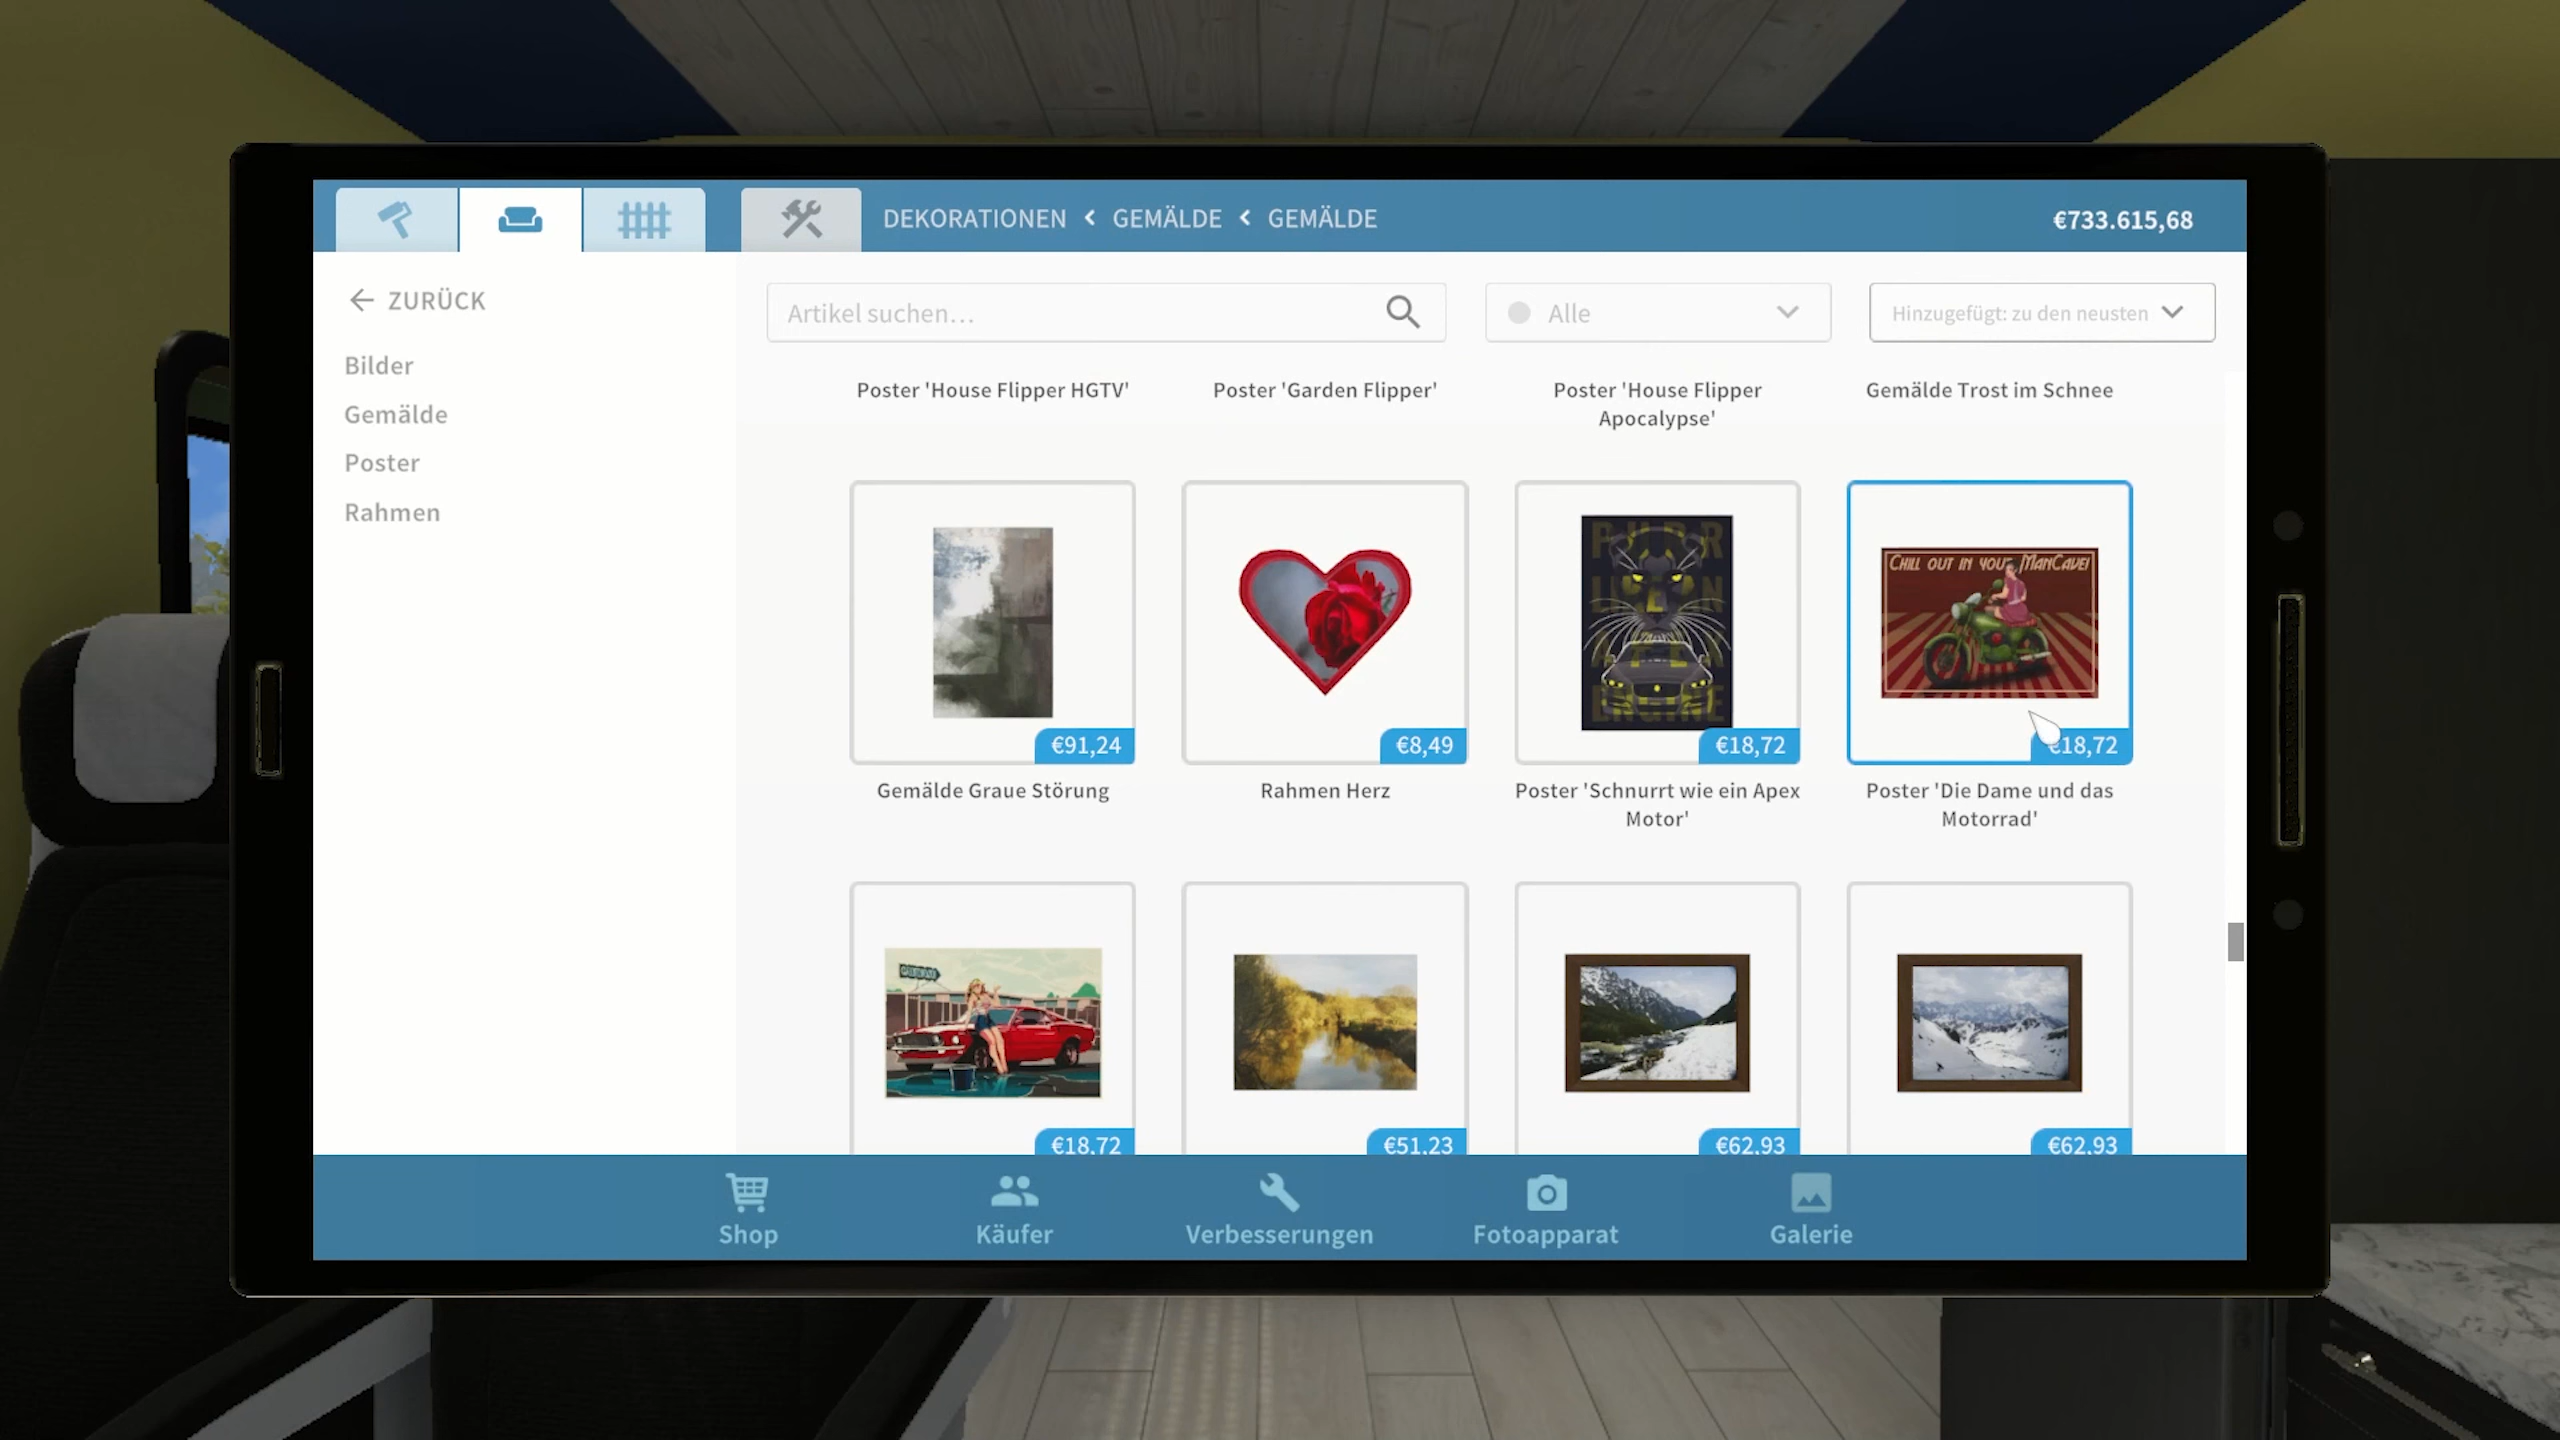 DEKORATIONEN < GEMÄLDE < GEMÄLDE
€733.615,68
ZURÜCK
Bilder
Gemälde
Poster
Rahmen
Artikel suchen...
Alle
Hinzugefügt: zu den neusten
Poster 'House Flipper HGTV'
Poster 'Garden Flipper'
Poster 'House Flipper
Apocalypse'
Gemälde Trost im Schnee
€91,24
Gemälde Graue Störung
€8,49
Rahmen Herz
PURR
ENGINE
€18,72
Poster 'Schnurrt wie ein Apex
Motor'
CHILL OUT IN YOUR MANCAVE!
€18,72
Poster 'Die Dame und das
Motorrad'
€18,72
€51,23
€62,93
€62,93
Shop
Käufer
Verbesserungen
Fotoapparat
Galerie